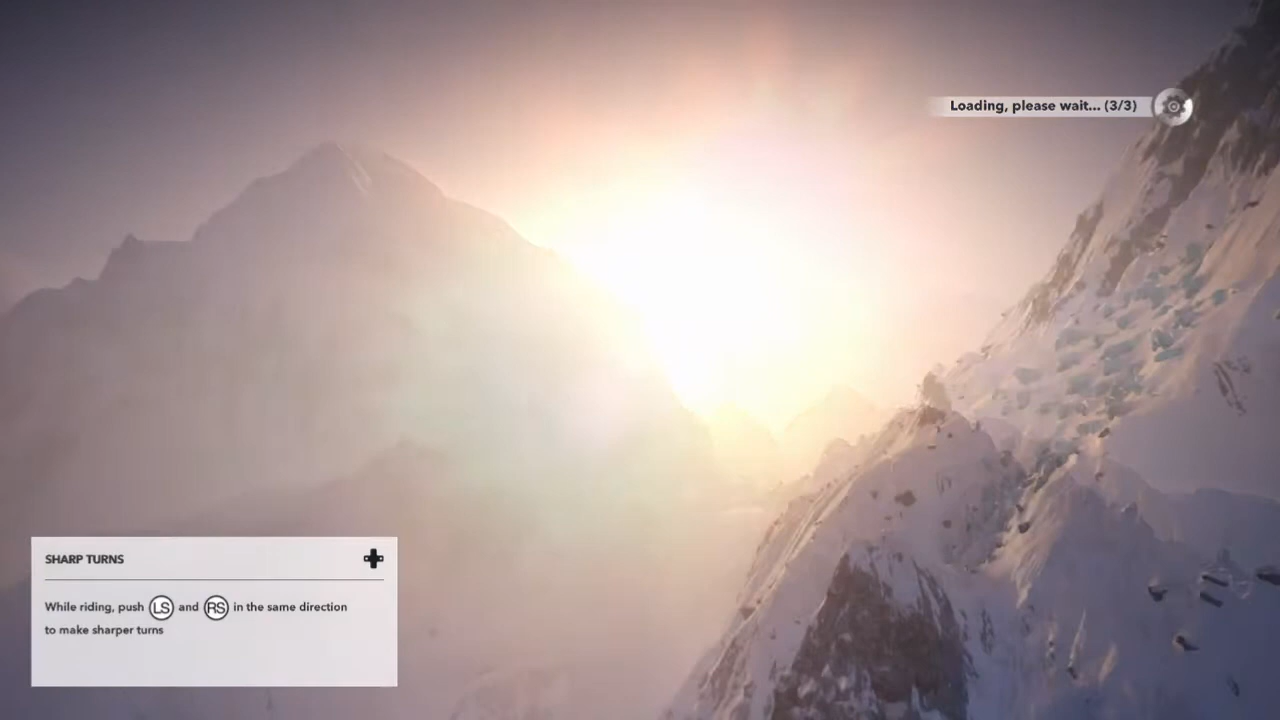 Loading, please wait... (3/3)
SHARP TURNS
While riding, push LS and RS in the same direction
to make sharper turns